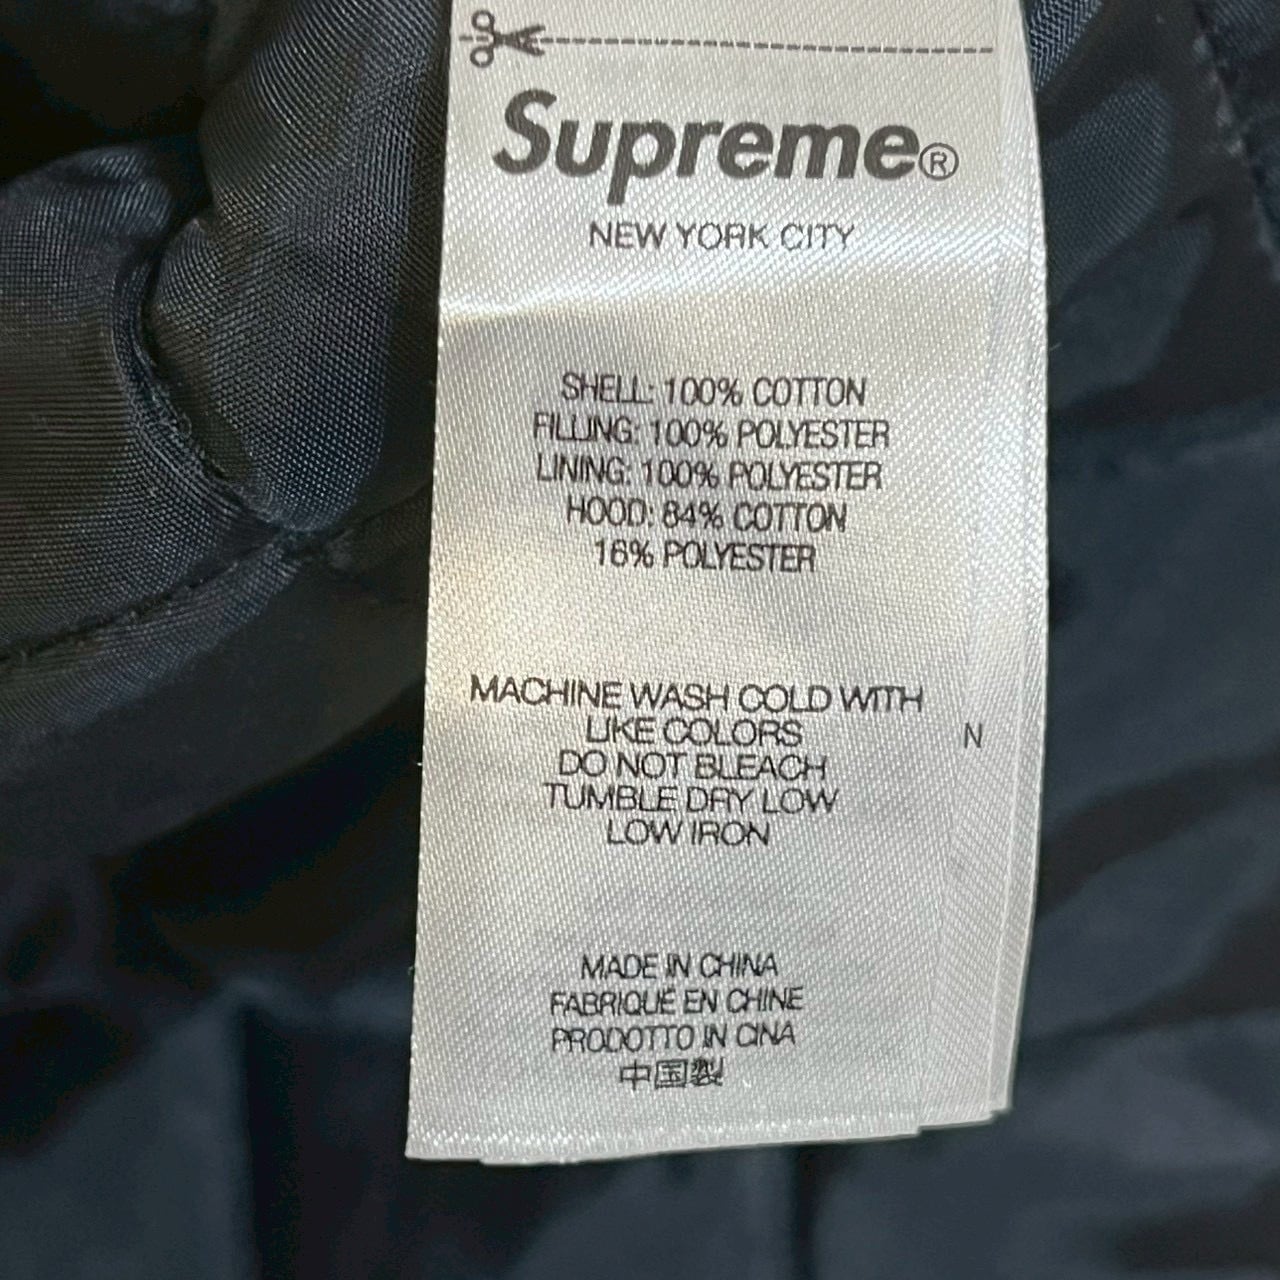 Supreme®
NEW YORK CITY
SHELL: 100% COTTON
FILLING: 100% POLYESTER
LINING: 100% POLYESTER
HOOD: 84% COTTON
16% POLYESTER
MACHINE WASH COLD WITH
LIKE COLORS
N
DO NOT BLEACH
TUMBLE DRY LOW
LOW IRON
MADE IN CHINA
FABRIQUÉ EN CHINE
PRODOTTO IN CINA
中国製